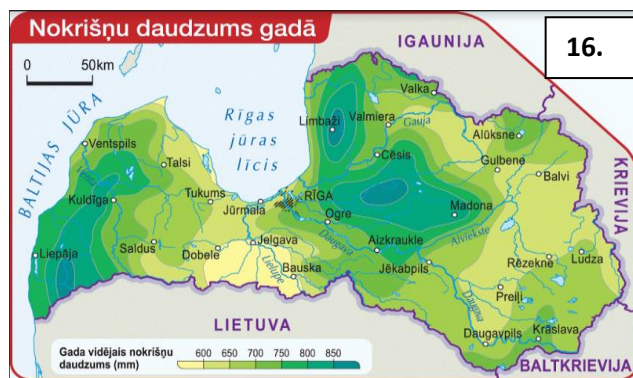 Nokrišņu daudzums gadā
16.
0 50km
IGAUNIJA
BALTIJAS JŪRA
Rīgas
jūras
līcis
Valka
Limbaži
Valmiera
Gauja
Alūksne
Ventspils
Cēsis
Talsi
Gulbene
Balvi
Venta
Kuldīga
Tukums
Jūrmala
RĪGA
Ogre
Madona
KRIEVIJA
Liepāja
Saldus
Dobele
Jelgava
Daugava
Aizkraukle
Aiviekste
Lielupe
Bauska
Jēkabpils
Rēzekne
Ludza
Daugava
Preiļi
LIETUVA
Daugavpils
Krāslava
BALTKRIEVIJA
Gada vidējais nokrišņu
daudzums (mm)
600 650 700 750 800 850